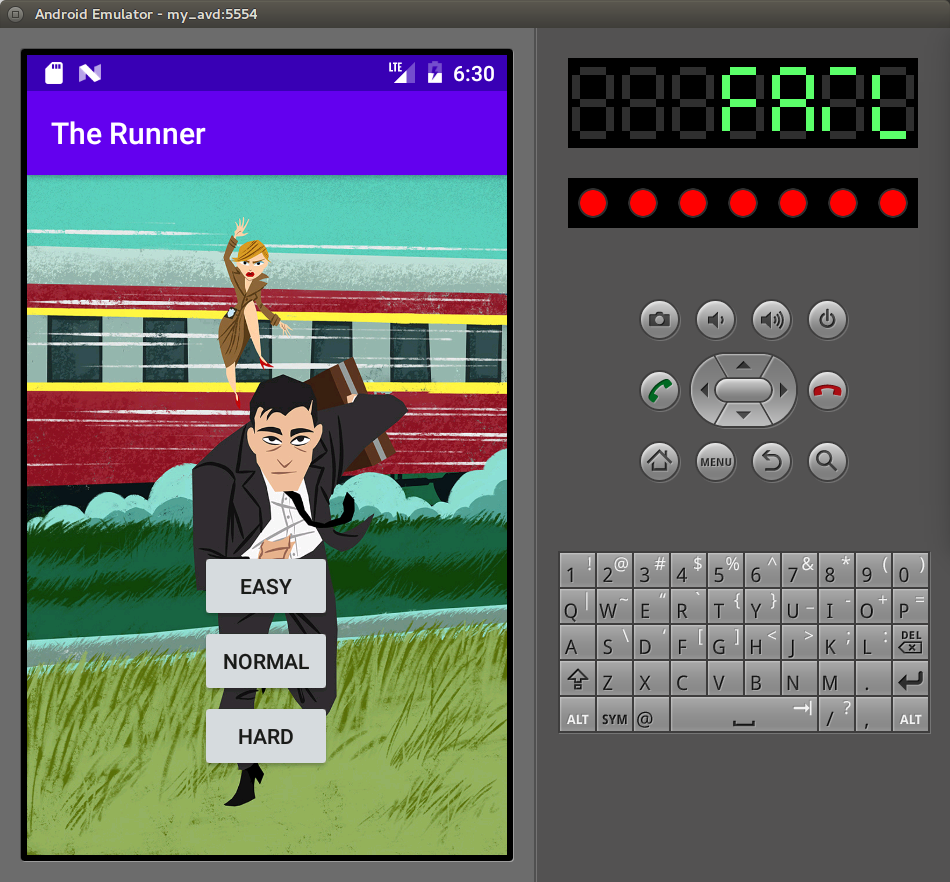 Android Emulator - my_avd:5554
LTE 6:30
The Runner
EASY
NORMAL
HARD
FAIL
MENU
1 ! 2 @ 3 # 4 $ 5 % 6 ^ 7 & 8 * 9 ( 0 )
Q | W ~ E “ R ` T { Y } U _ I - O + P =
A S \ D ‘ F [ G ] H < J > K ; L : DEL
Z X C V B N M .
ALT SYM @ / ? , ALT